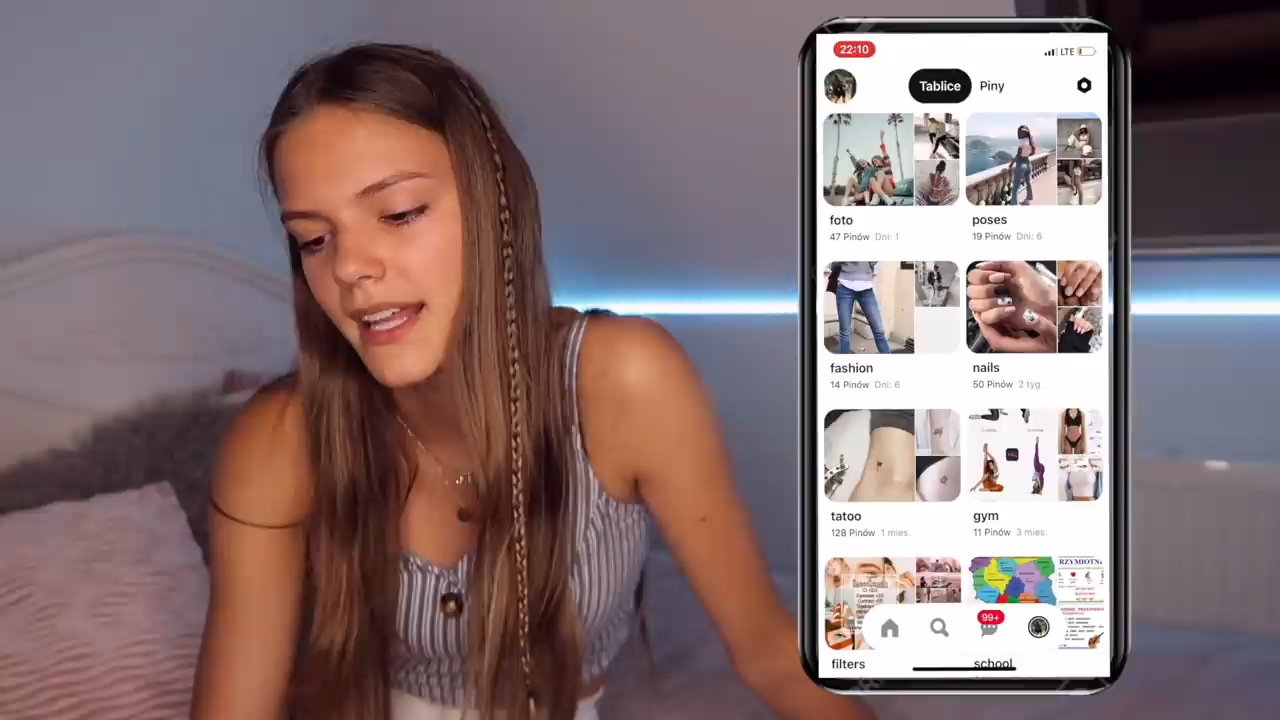 22:10
LTE
Tablice Piny
foto poses
47 Pinów Dni: 1 19 Pinów Dni: 6
fashion nails
14 Pinów Dni: 6 50 Pinów 2 tyg.
tatoo gym
128 Pinów 1 mies. 11 Pinów 3 mies.
99+
filters school